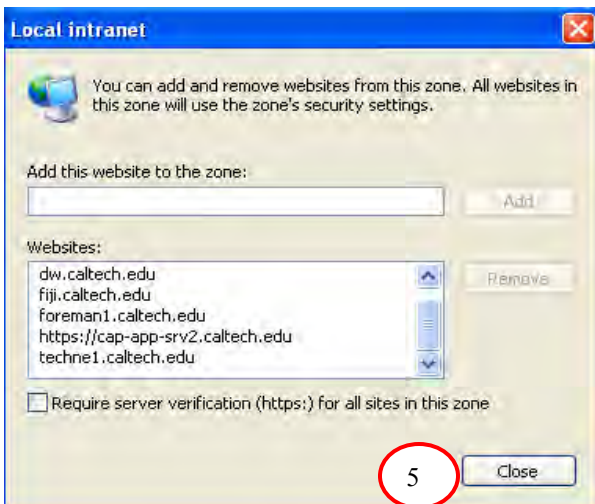 Local intranet
You can add and remove websites from this zone. All websites in
this zone will use the zone's security settings.
Add this website to the zone:
Add
Websites:
dw.caltech.edu
fiji.caltech.edu
Remove
foreman1.caltech.edu
https://cap-app-srv2.caltech.edu
techne1.caltech.edu
Require server verification (https:) for all sites in this zone
5
Close